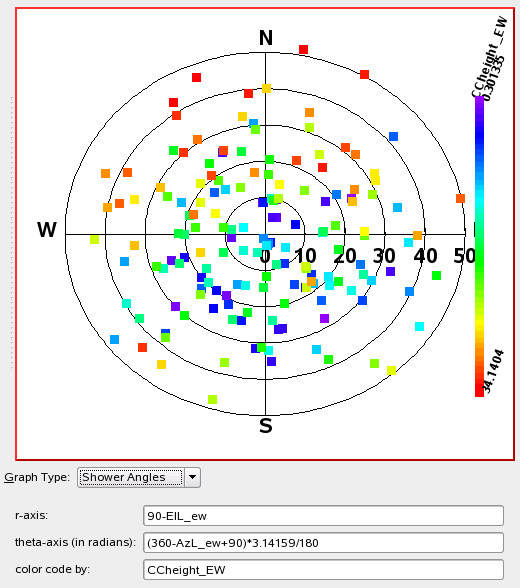 N
CCheight_EW
0.301335
W
0 10 20 30 40 50
34.1404
S
Graph Type: Shower Angles
r-axis: 90-ElL_ew
theta-axis (in radians): (360-AzL_ew+90)*3.14159/180
color code by: CCheight_EW